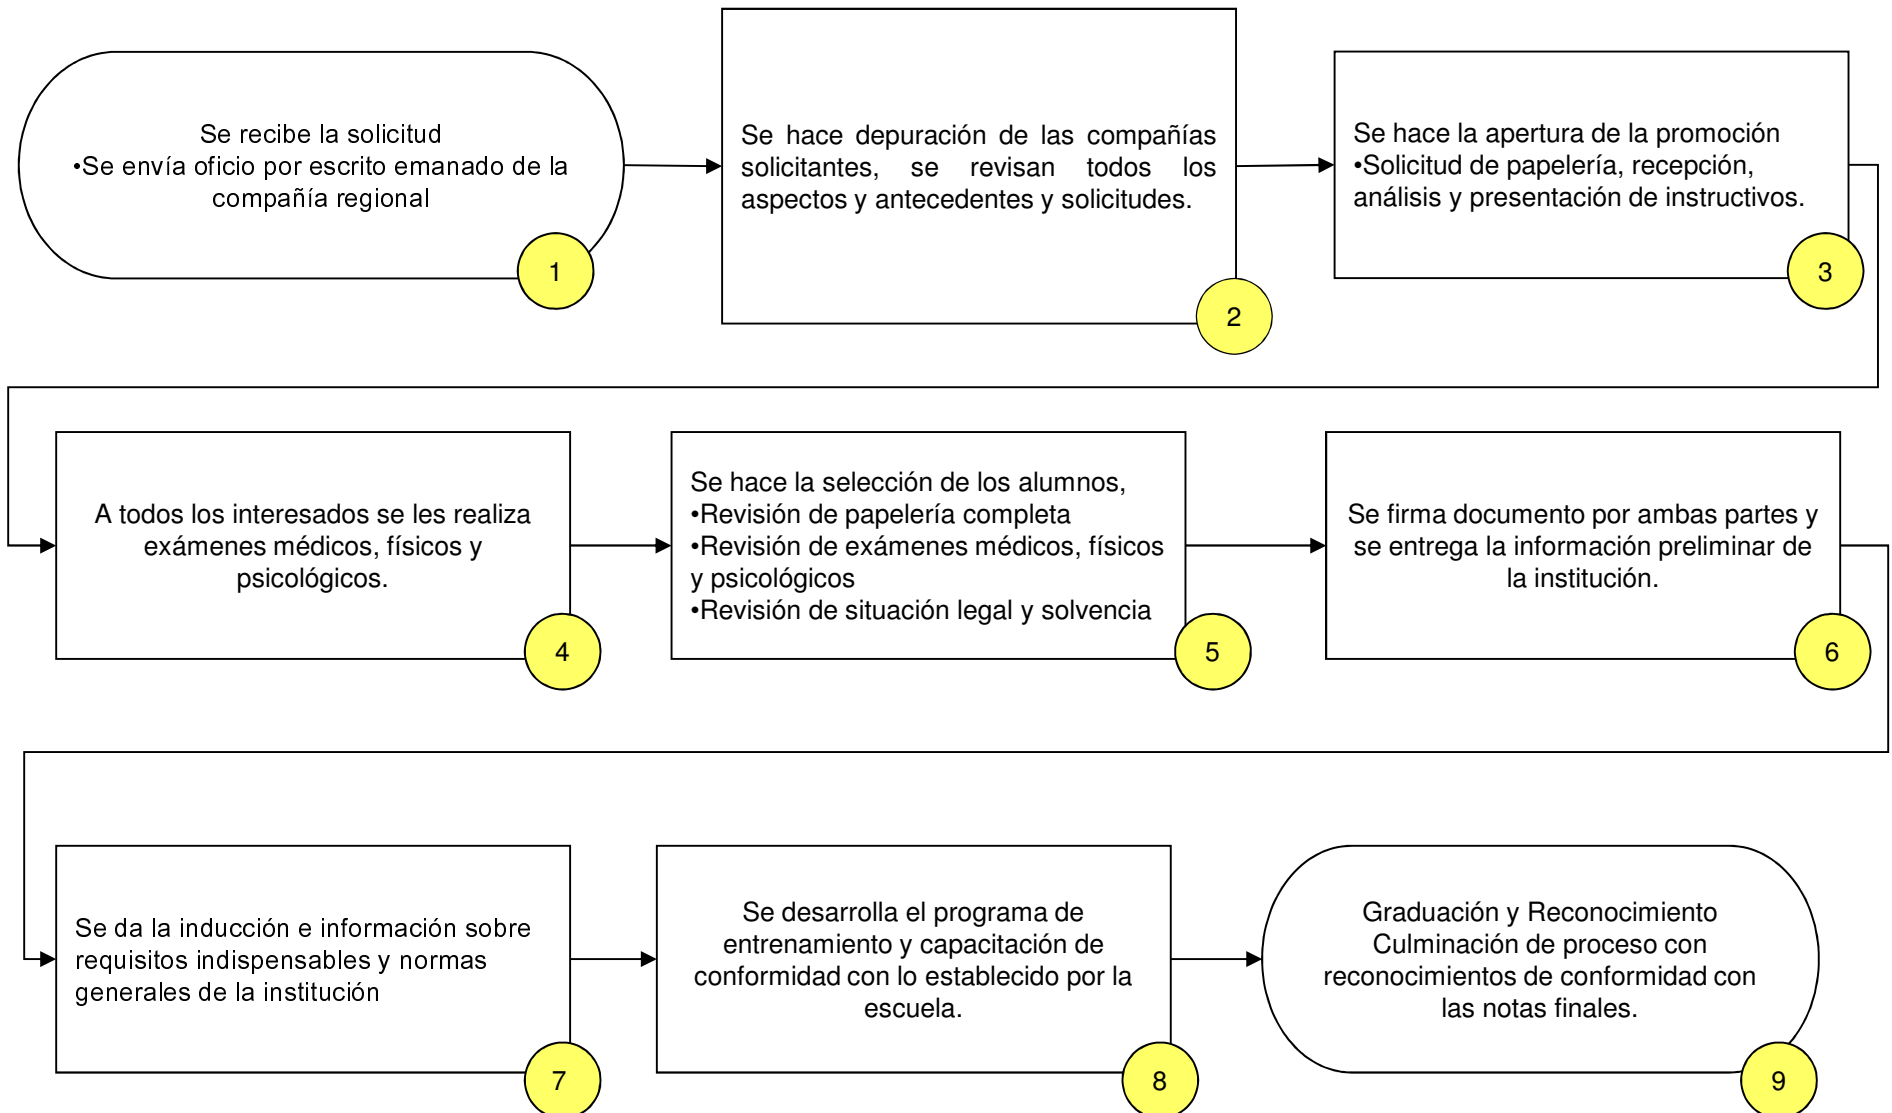 Se recibe la solicitud
•Se envía oficio por escrito emanado de la
compañía regional
1
Se hace depuración de las compañías
solicitantes, se revisan todos los
aspectos y antecedentes y solicitudes.
2
Se hace la apertura de la promoción
•Solicitud de papelería, recepción,
análisis y presentación de instructivos.
3
A todos los interesados se les realiza
exámenes médicos, físicos y
psicológicos.
4
Se hace la selección de los alumnos,
•Revisión de papelería completa
•Revisión de exámenes médicos, físicos
y psicológicos
•Revisión de situación legal y solvencia
5
Se firma documento por ambas partes y
se entrega la información preliminar de
la institución.
6
Se da la inducción e información sobre
requisitos indispensables y normas
generales de la institución
7
Se desarrolla el programa de
entrenamiento y capacitación de
conformidad con lo establecido por la
escuela.
8
Graduación y Reconocimiento
Culminación de proceso con
reconocimientos de conformidad con
las notas finales.
9